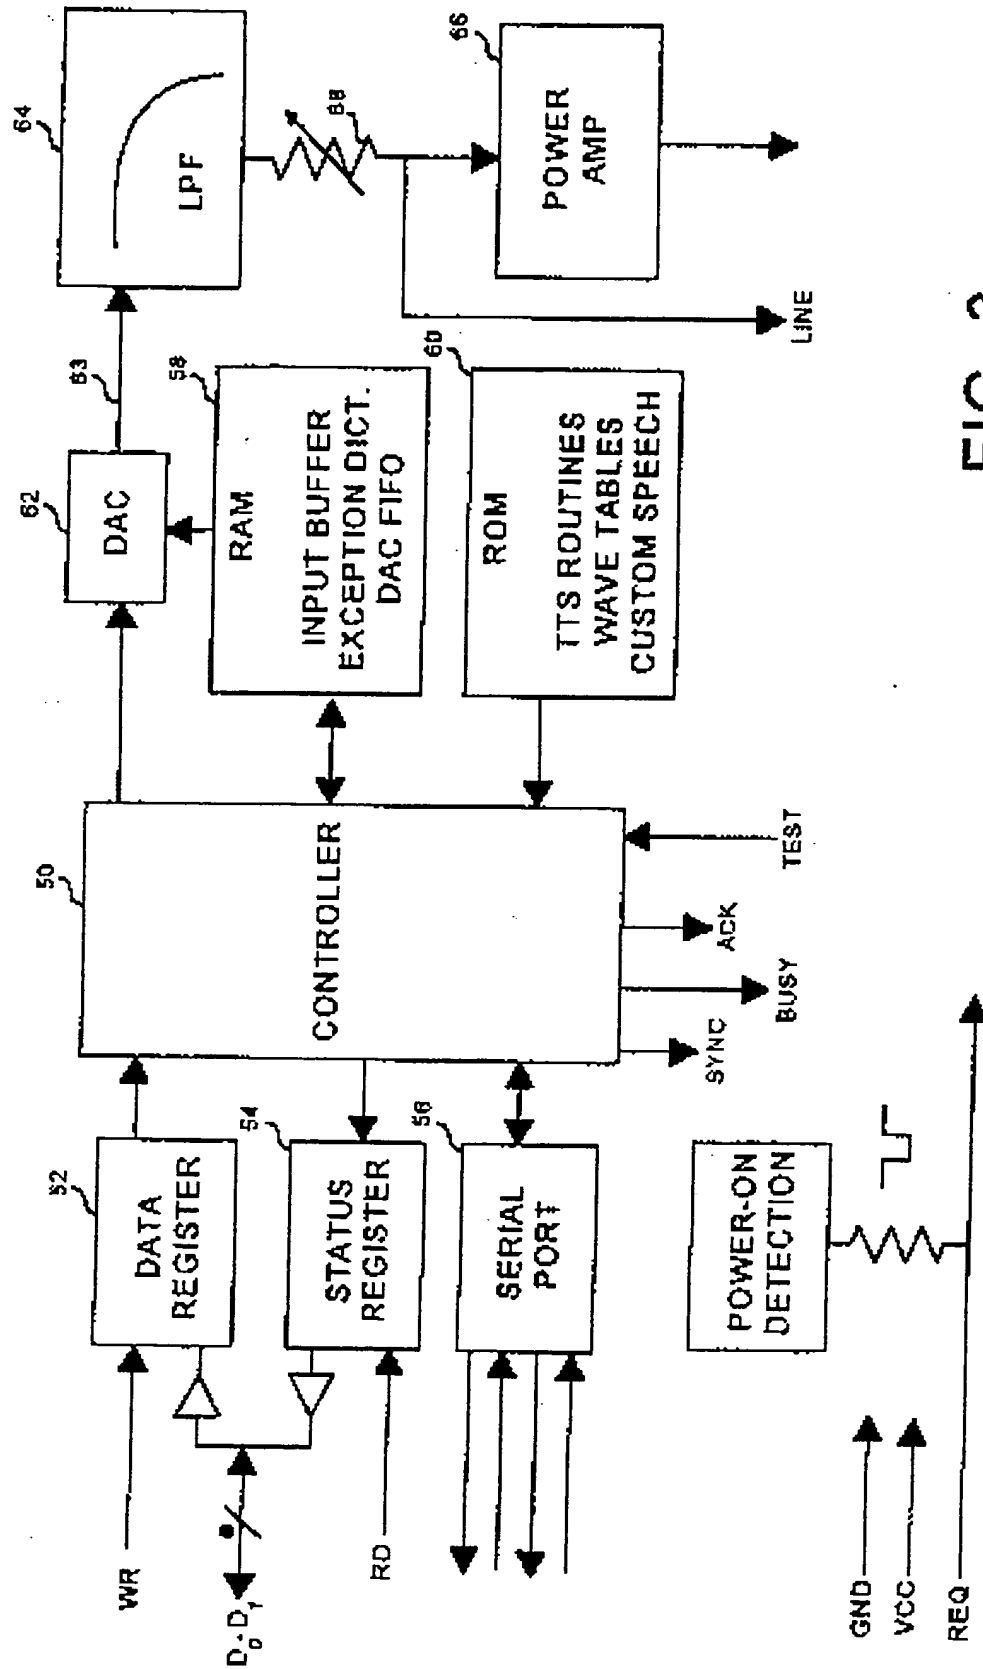 WR
D0-D7
RD
52
DATA
REGISTER
54
STATUS
REGISTER
56
SERIAL
PORT
50
CONTROLLER
SYNC
BUSY
ACK
TEST
62
DAC
63
64
LPF
68
66
POWER
AMP
LINE
58
RAM
INPUT BUFFER
EXCEPTION DICT.
DAC FIFO
60
ROM
TTS ROUTINES
WAVE TABLES
CUSTOM SPEECH
POWER-ON
DETECTION
GND
VCC
REQ